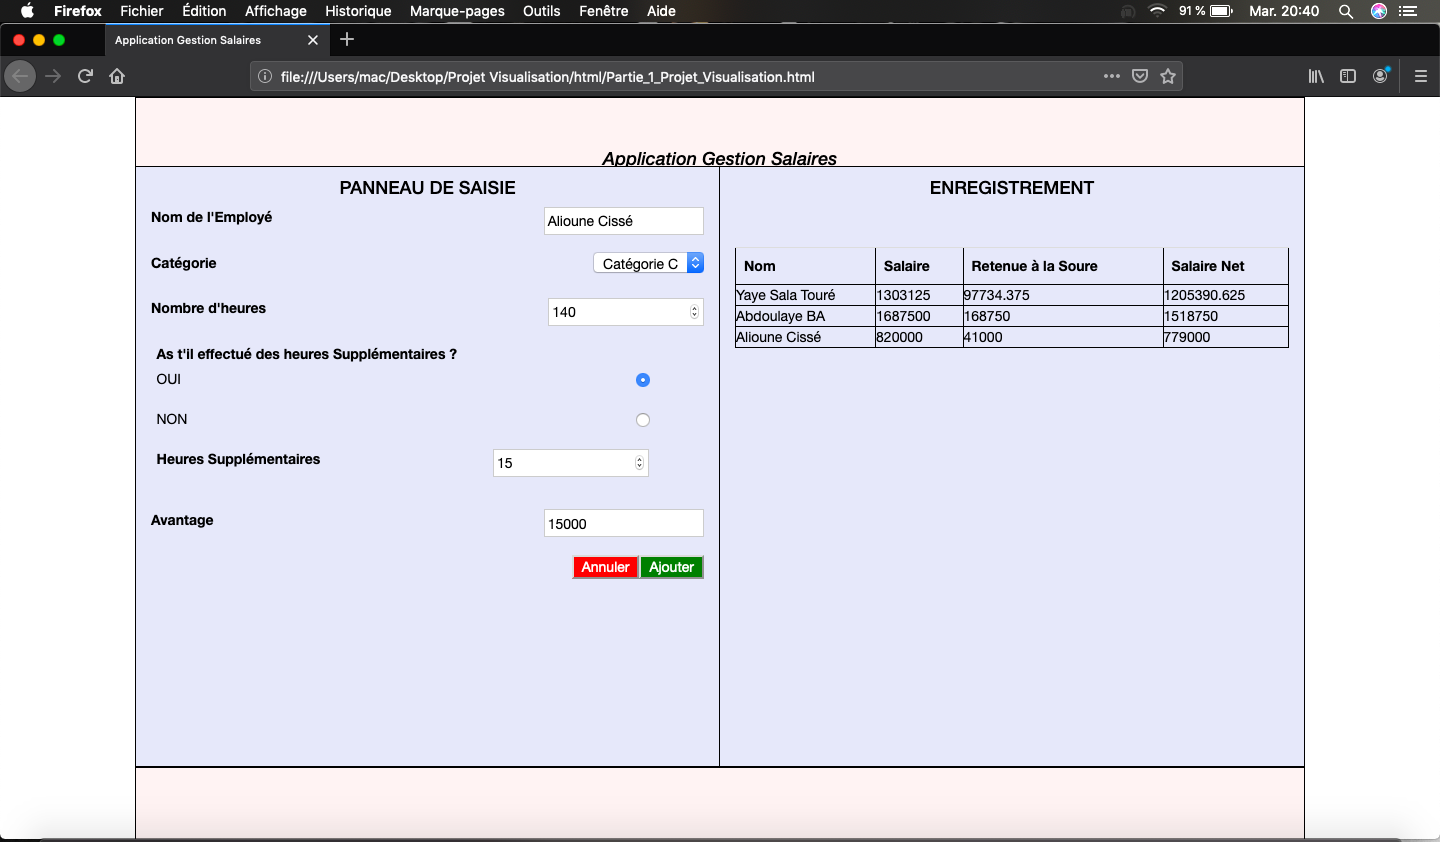 Firefox Fichier Édition Affichage Historique Marque-pages Outils Fenêtre Aide 91 % Mar. 20:40
Application Gestion Salaires
file:///Users/mac/Desktop/Projet Visualisation/html/Partie_1_Projet_Visualisation.html
Application Gestion Salaires
PANNEAU DE SAISIE
Nom de l'Employé Alioune Cissé
Catégorie Catégorie C
Nombre d'heures 140
As t'il effectué des heures Supplémentaires ?
OUI
NON
Heures Supplémentaires 15
Avantage 15000
Annuler Ajouter
ENREGISTREMENT
Nom Salaire Retenue à la Soure Salaire Net
Yaye Sala Touré 1303125 97734.375 1205390.625
Abdoulaye BA 1687500 168750 1518750
Alioune Cissé 820000 41000 779000